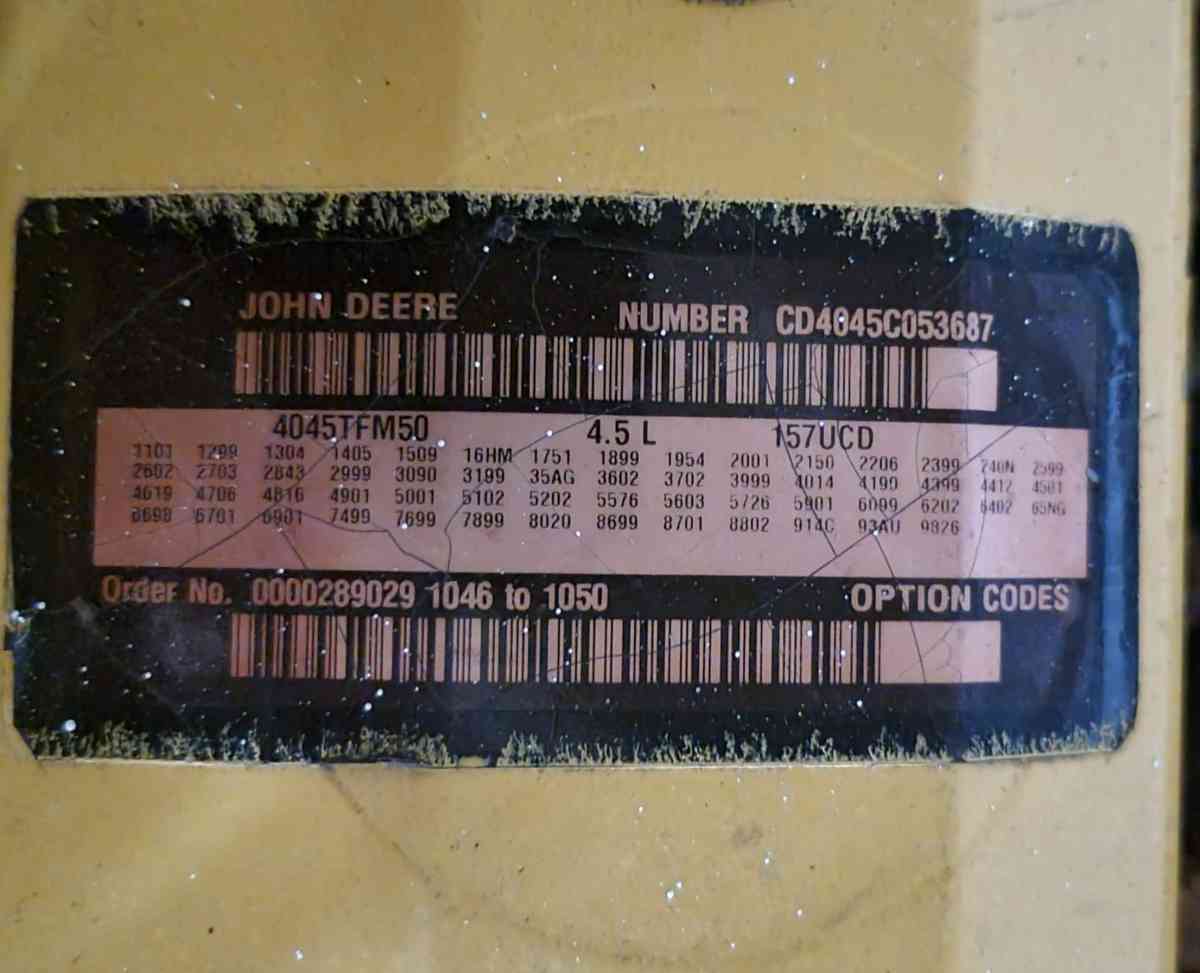 JOHN DEERE NUMBER CD4045C053687
4045TFM50 4.5 L 157UCD
1103 1299 1304 1405 1509 16HM 1751 1899 1954 2001 2150 2206 2399 240N 2599
2602 2703 2843 2999 3090 3199 35AG 3602 3702 3999 4014 4190 4399 4412 4501
4619 4706 4816 4901 5001 5102 5202 5576 5603 5726 5901 6099 6202 6402 65NG
6698 6701 6901 7499 7699 7899 8020 8699 8701 8802 914C 93AU 9826
Order No. 0000289029 1046 to 1050 OPTION CODES